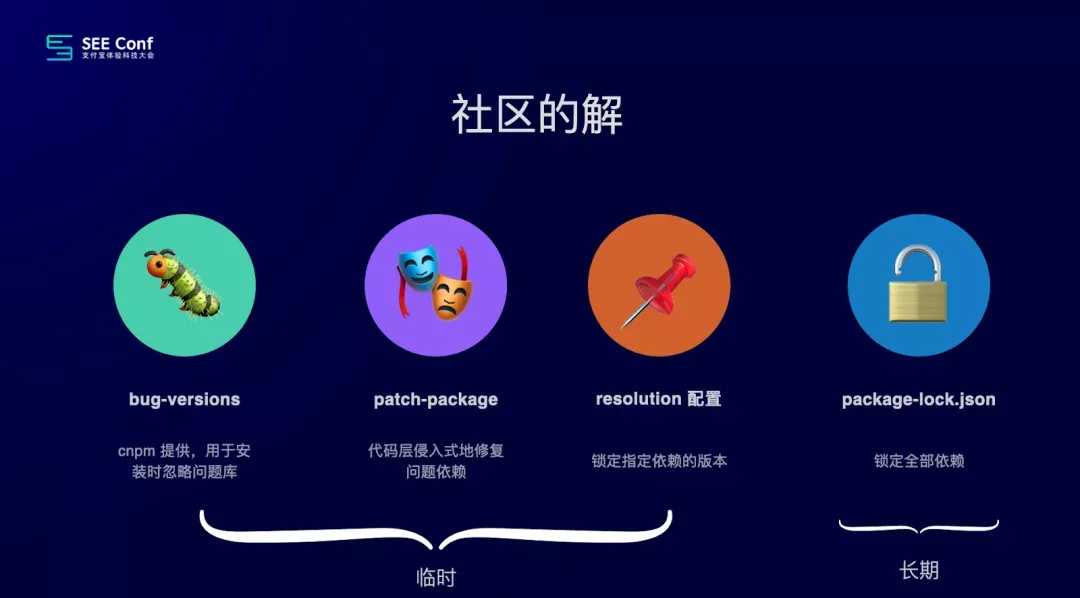 SEE Conf
支付宝体验科技大会
社区的解
bug-versions
cnpm 提供，用于安
装时忽略问题库
patch-package
代码层侵入式地修复
问题依赖
resolution 配置
锁定指定依赖的版本
package-lock.json
锁定全部依赖
临时
长期